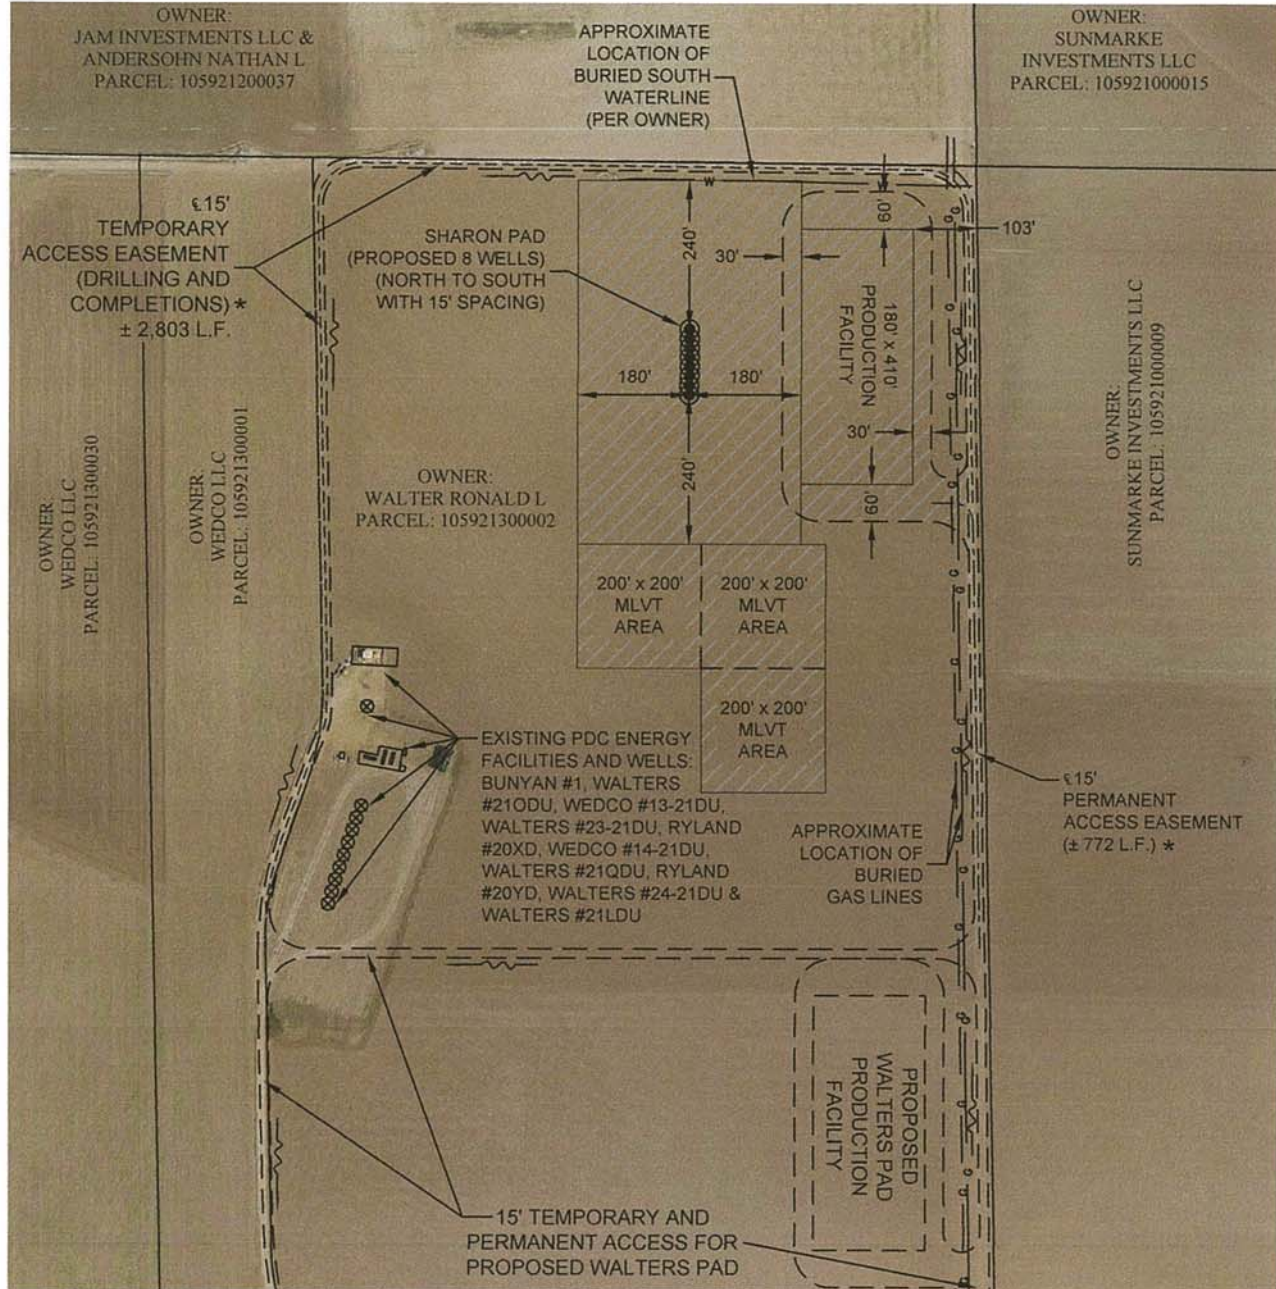 OWNER:
JAM INVESTMENTS LLC &
ANDERSOHN NATHAN L
PARCEL: 105921200037
APPROXIMATE
LOCATION OF
BURIED SOUTH
WATERLINE
(PER OWNER)
OWNER:
SUNMARKE
INVESTMENTS LLC
PARCEL: 105921000015
℄15'
TEMPORARY
ACCESS EASEMENT
(DRILLING AND
COMPLETIONS) *
± 2,803 L.F.
SHARON PAD
(PROPOSED 8 WELLS)
(NORTH TO SOUTH
WITH 15' SPACING)
W
240'
30'
60'
103'
180' x 410'
PRODUCTION
FACILITY
180'
180'
30'
240'
60'
OWNER:
WEDCO LLC
PARCEL: 105921300030
OWNER:
WEDCO LLC
PARCEL: 105921300001
OWNER:
WALTER RONALD L
PARCEL: 105921300002
OWNER:
SUNMARKE INVESTMENTS LLC
PARCEL: 105921000009
200' x 200'
MLVT
AREA
200' x 200'
MLVT
AREA
200' x 200'
MLVT
AREA
EXISTING PDC ENERGY
FACILITIES AND WELLS:
BUNYAN #1, WALTERS
#21ODU, WEDCO #13-21DU,
WALTERS #23-21DU, RYLAND
#20XD, WEDCO #14-21DU,
WALTERS #21QDU, RYLAND
#20YD, WALTERS #24-21DU &
WALTERS #21LDU
APPROXIMATE
LOCATION OF
BURIED
GAS LINES
℄15'
PERMANENT
ACCESS EASEMENT
(± 772 L.F.) *
PROPOSED
WALTERS PAD
PRODUCTION
FACILITY
15' TEMPORARY AND
PERMANENT ACCESS FOR
PROPOSED WALTERS PAD